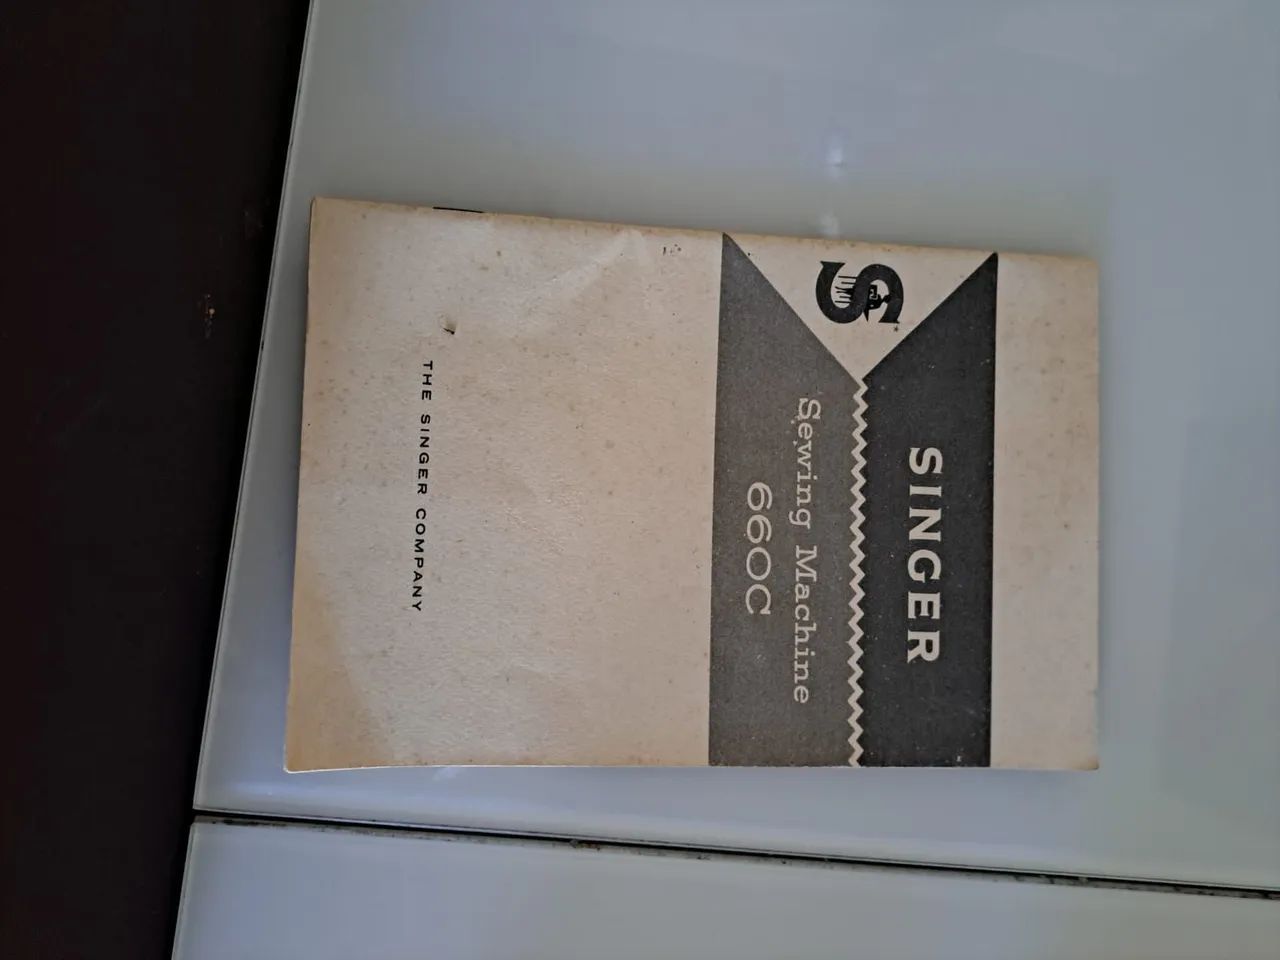 SINGER
Sewing Machine
660C
THE SINGER COMPANY